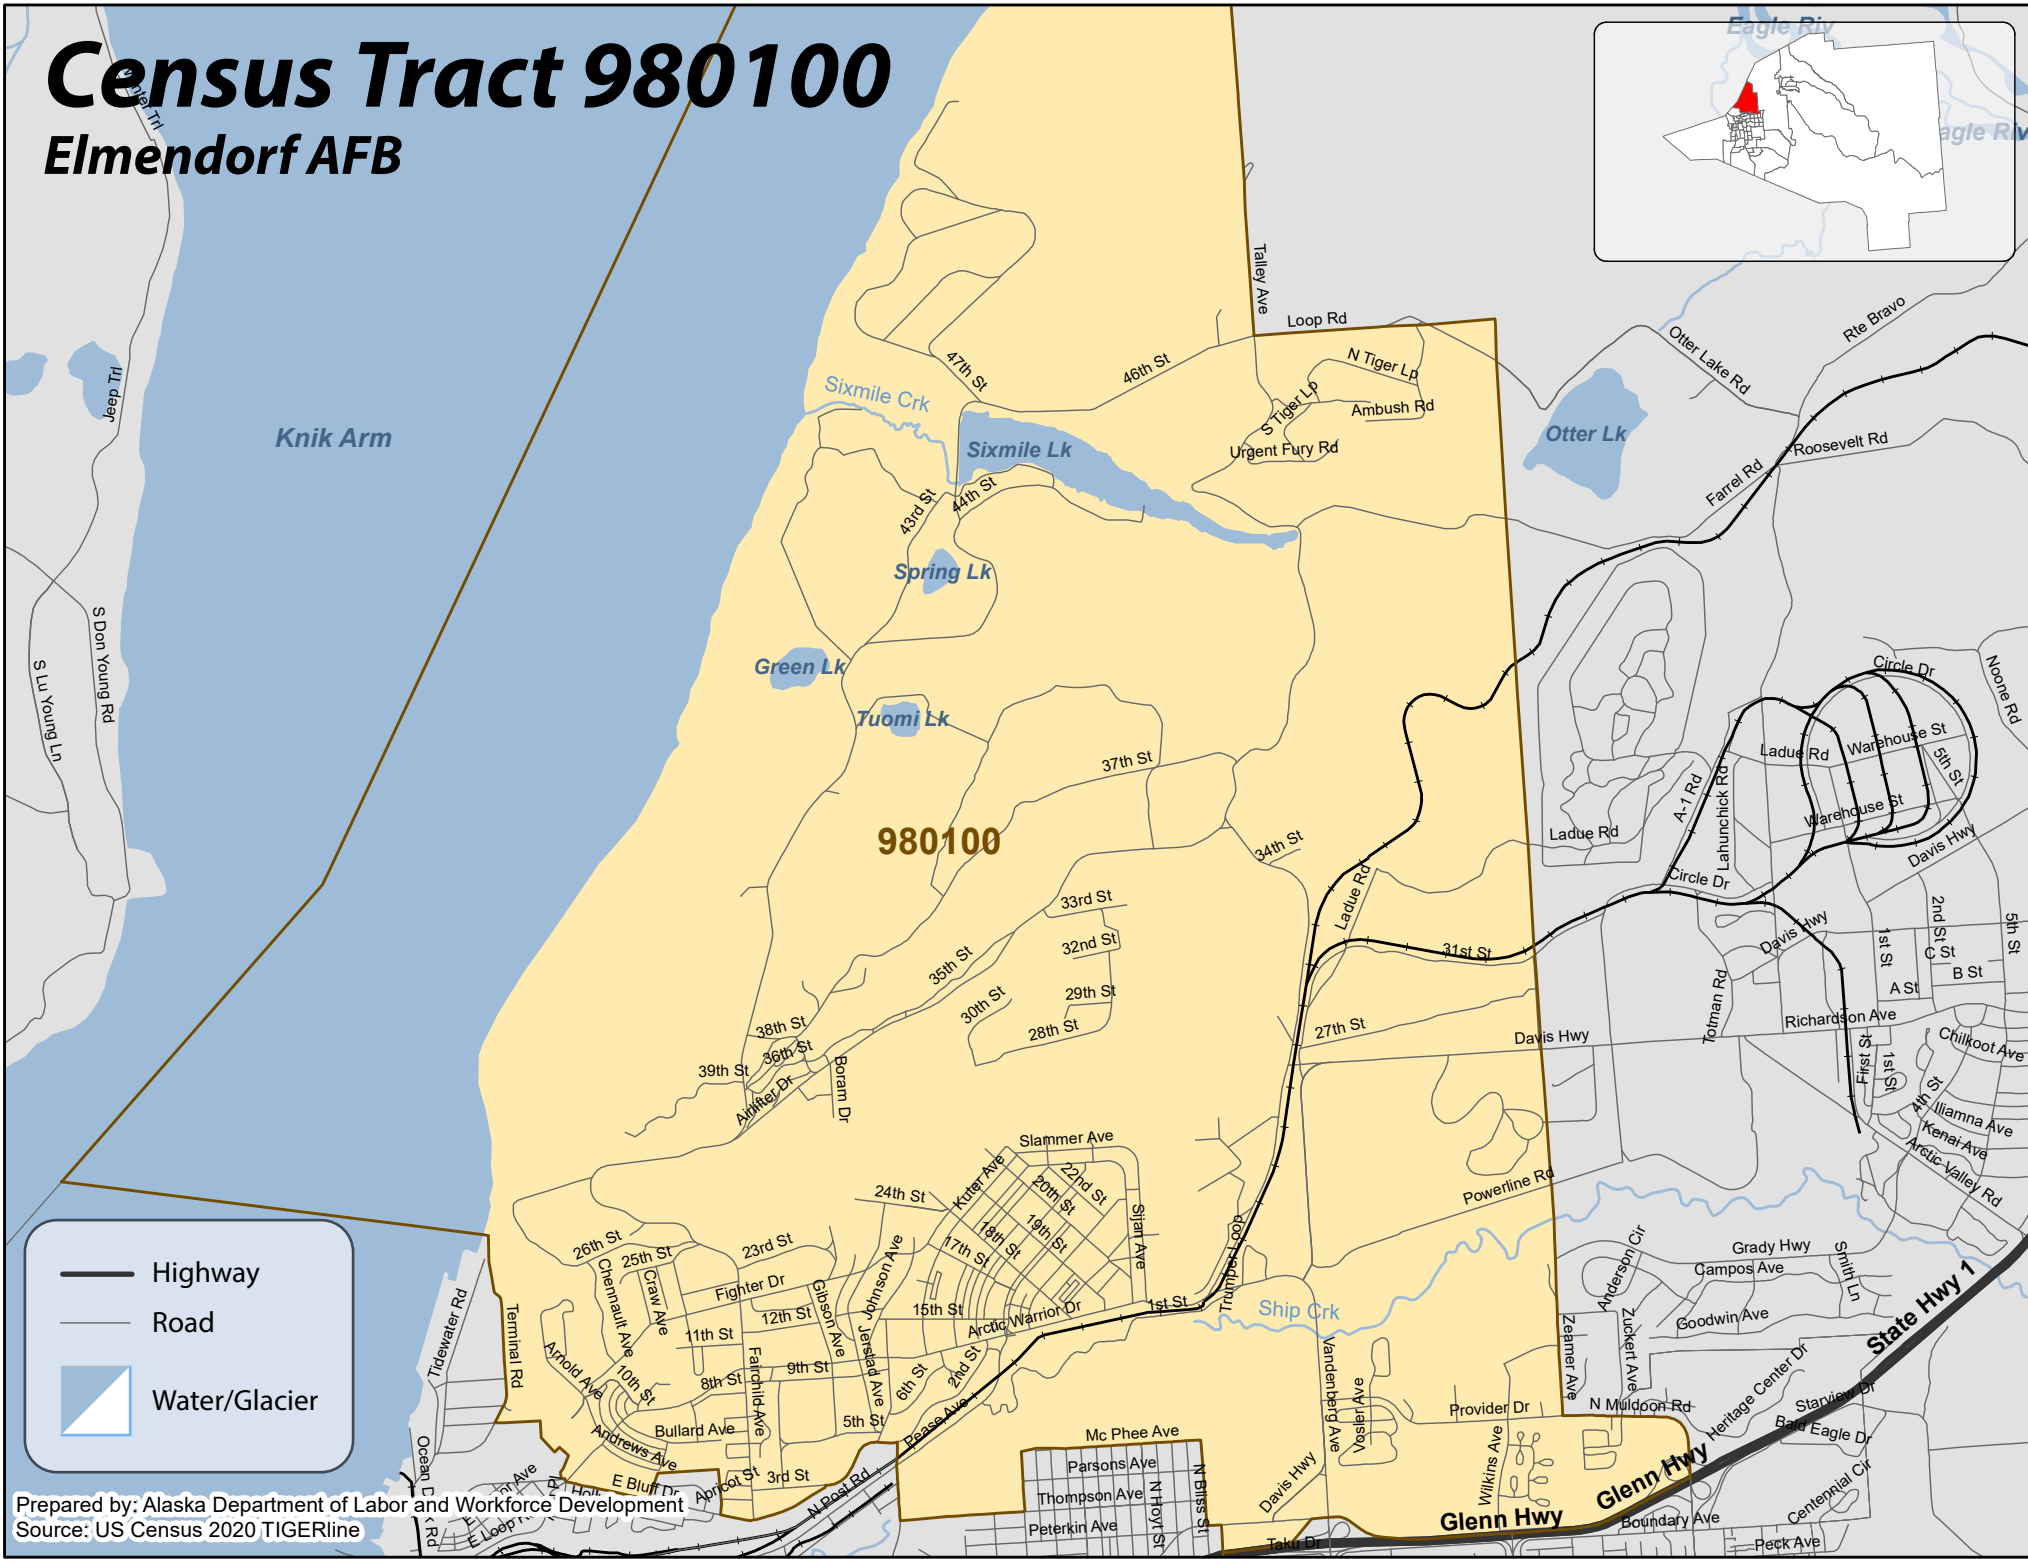 Census Tract 980100
Elmendorf AFB
Eagle Riv
agle Riv
Winter Trl
Talley Ave
Loop Rd
Rte Bravo
Otter Lake Rd
47th St
46th St
N Tiger Lp
S Tiger Lp
Ambush Rd
Urgent Fury Rd
Sixmile Crk
Sixmile Lk
Jeep Trl
Knik Arm
Otter Lk
Roosevelt Rd
Farrel Rd
43rd St
44th St
Spring Lk
S Don Young Rd
S Lu Young Ln
Green Lk
Tuomi Lk
Circle Dr
Noone Rd
37th St
Ladue Rd
Warehouse St
5th St
A-1 Rd
Lahunchick Rd
Warehouse St
Davis Hwy
980100
34th St
Ladue Rd
Ladue Rd
Circle Dr
33rd St
32nd St
31st St
Davis Hwy
2nd St
5th St
1st St
C St
B St
A St
35th St
30th St
29th St
28th St
27th St
Davis Hwy
Totman Rd
Richardson Ave
First St
1st St
Chilkoot Ave
38th St
36th St
39th St
Airlifter Dr
Boram Dr
4th St
Iliamna Ave
Kenai Ave
Arctic Valley Rd
Slammer Ave
Kuter Ave
22nd St
20th St
19th St
18th St
17th St
24th St
Sijan Ave
Trumper Loop
Powerline Rd
26th St
25th St
23rd St
Chennault Ave
Craw Ave
Fighter Dr
Gibson Ave
Johnson Ave
12th St
11th St
15th St
Arctic Warrior Dr
1st St
Ship Crk
Anderson Cir
Grady Hwy
Campos Ave
Smith Ln
Goodwin Ave
State Hwy 1
Zeamer Ave
Zuckert Ave
Highway
Road
Water/Glacier
Tidewater Rd
Terminal Rd
Arnold Ave
10th St
8th St
9th St
Fairchild Ave
Jerstad Ave
6th St
2nd St
5th St
Pease Ave
Bullard Ave
Andrews Ave
E Bluff Dr
Apricot St
3rd St
N Post Rd
Vandenberg Ave
Vosler Ave
Provider Dr
N Muldoon Rd
Heritage Center Dr
Starview Dr
Bald Eagle Dr
Centennial Cir
Wilkins Ave
Glenn Hwy
Glenn Hwy
Mc Phee Ave
Parsons Ave
Thompson Ave
Peterkin Ave
N Hoyt St
N Bliss St
Davis Hwy
Taku Dr
Boundary Ave
Peck Ave
E Loop
Prepared by: Alaska Department of Labor and Workforce Development
Source: US Census 2020 TIGERline